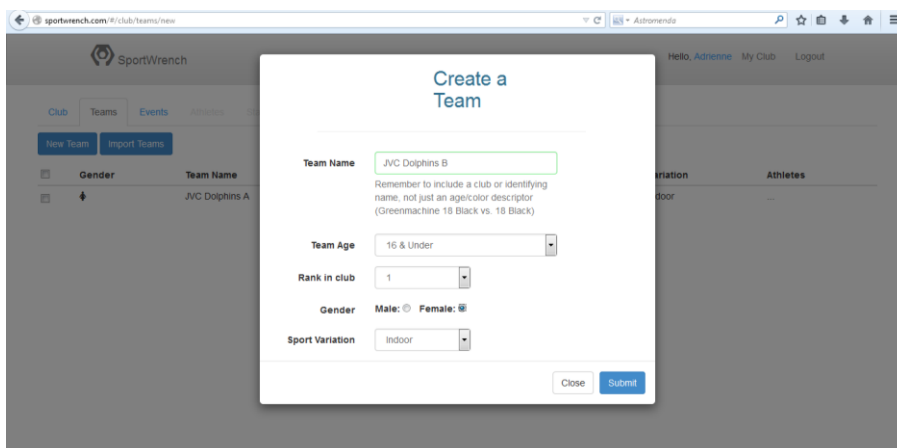 sportwrench.com/#/club/teams/new
Astromenda
SportWrench
Hello, Adrienne My Club Logout
Create a
Team
Club Teams Events Athletes
New Team Import Teams
Gender Team Name Athletes
JVC Dolphins A ...
Team Name JVC Dolphins B
Remember to include a club or identifying
name, not just an age/color descriptor
(Greenmachine 18 Black vs. 18 Black)
Team Age 16 & Under
Rank in club 1
Gender Male: Female:
Sport Variation Indoor
Close Submit